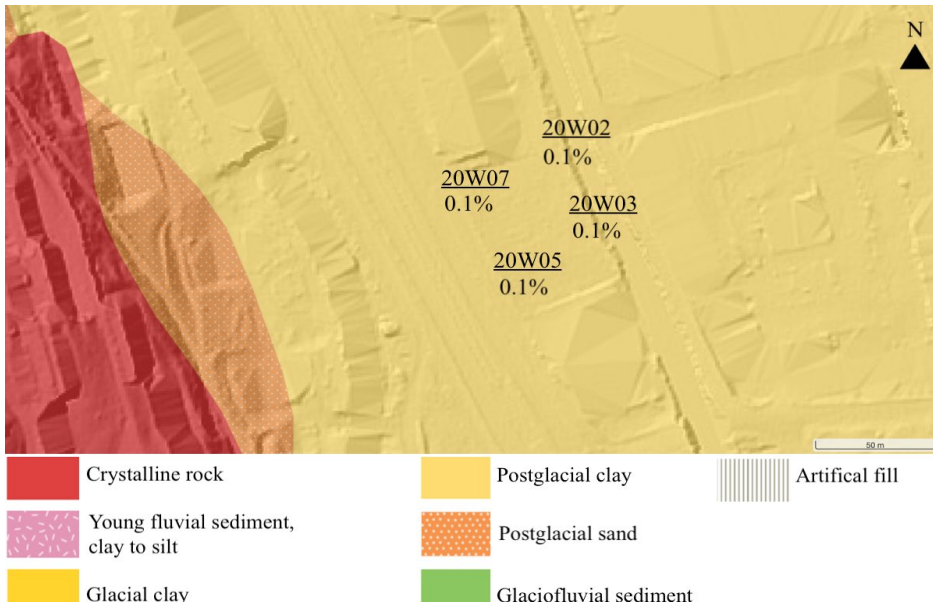 N
20W02
0.1%
20W07
0.1%
20W03
0.1%
20W05
0.1%
50 m
Crystalline rock
Postglacial clay
Artifical fill
Young fluvial sediment,
clay to silt
Postglacial sand
Glacial clay
Glaciofluvial sediment